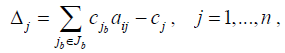 Δ_j = ∑_{j_b∈J_b} c_{j_b} a_{ij} − c_j , j = 1,...,n ,